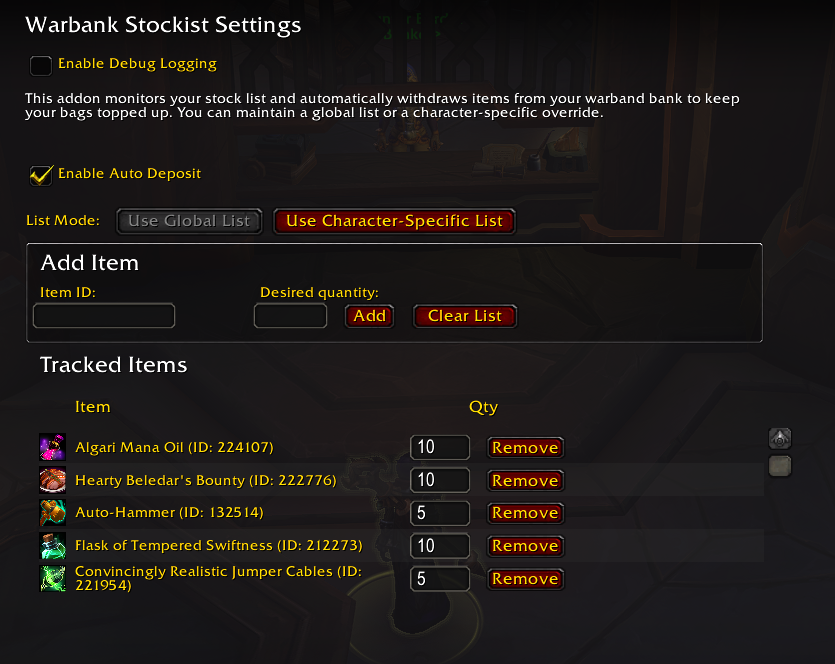 Warbank Stockist Settings
Enable Debug Logging
This addon monitors your stock list and automatically withdraws items from your warband bank to keep
your bags topped up. You can maintain a global list or a character-specific override.
Enable Auto Deposit
List Mode: Use Global List Use Character-Specific List
Add Item
Item ID: Desired quantity:
Add Clear List
Tracked Items
Item Qty
Algari Mana Oil (ID: 224107) 10 Remove
Hearty Beledar's Bounty (ID: 222776) 10 Remove
Auto-Hammer (ID: 132514) 5 Remove
Flask of Tempered Swiftness (ID: 212273) 10 Remove
Convincingly Realistic Jumper Cables (ID:
221954) 5 Remove